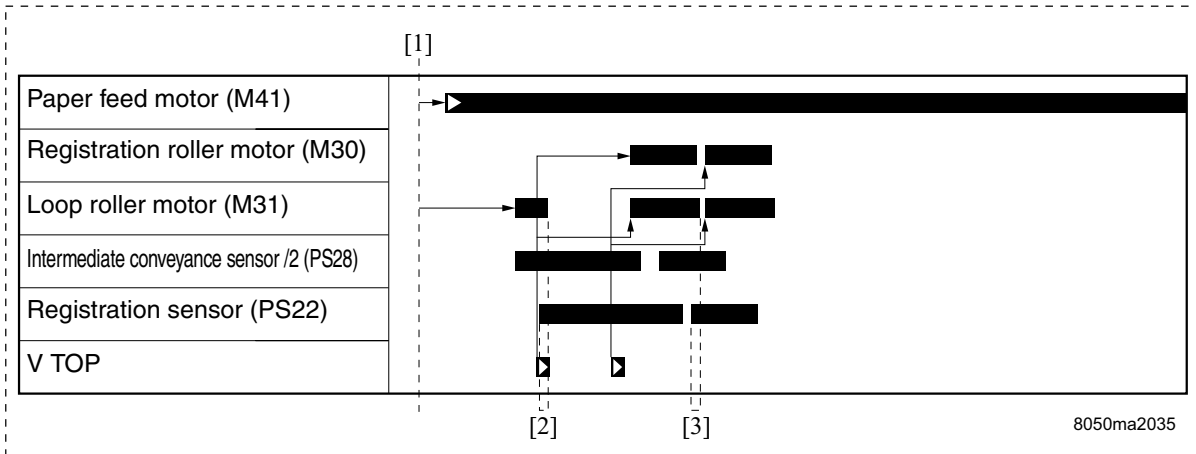 [1]
Paper feed motor (M41)
Registration roller motor (M30)
Loop roller motor (M31)
Intermediate conveyance sensor /2 (PS28)
Registration sensor (PS22)
V TOP
[2]
[3]
8050ma2035